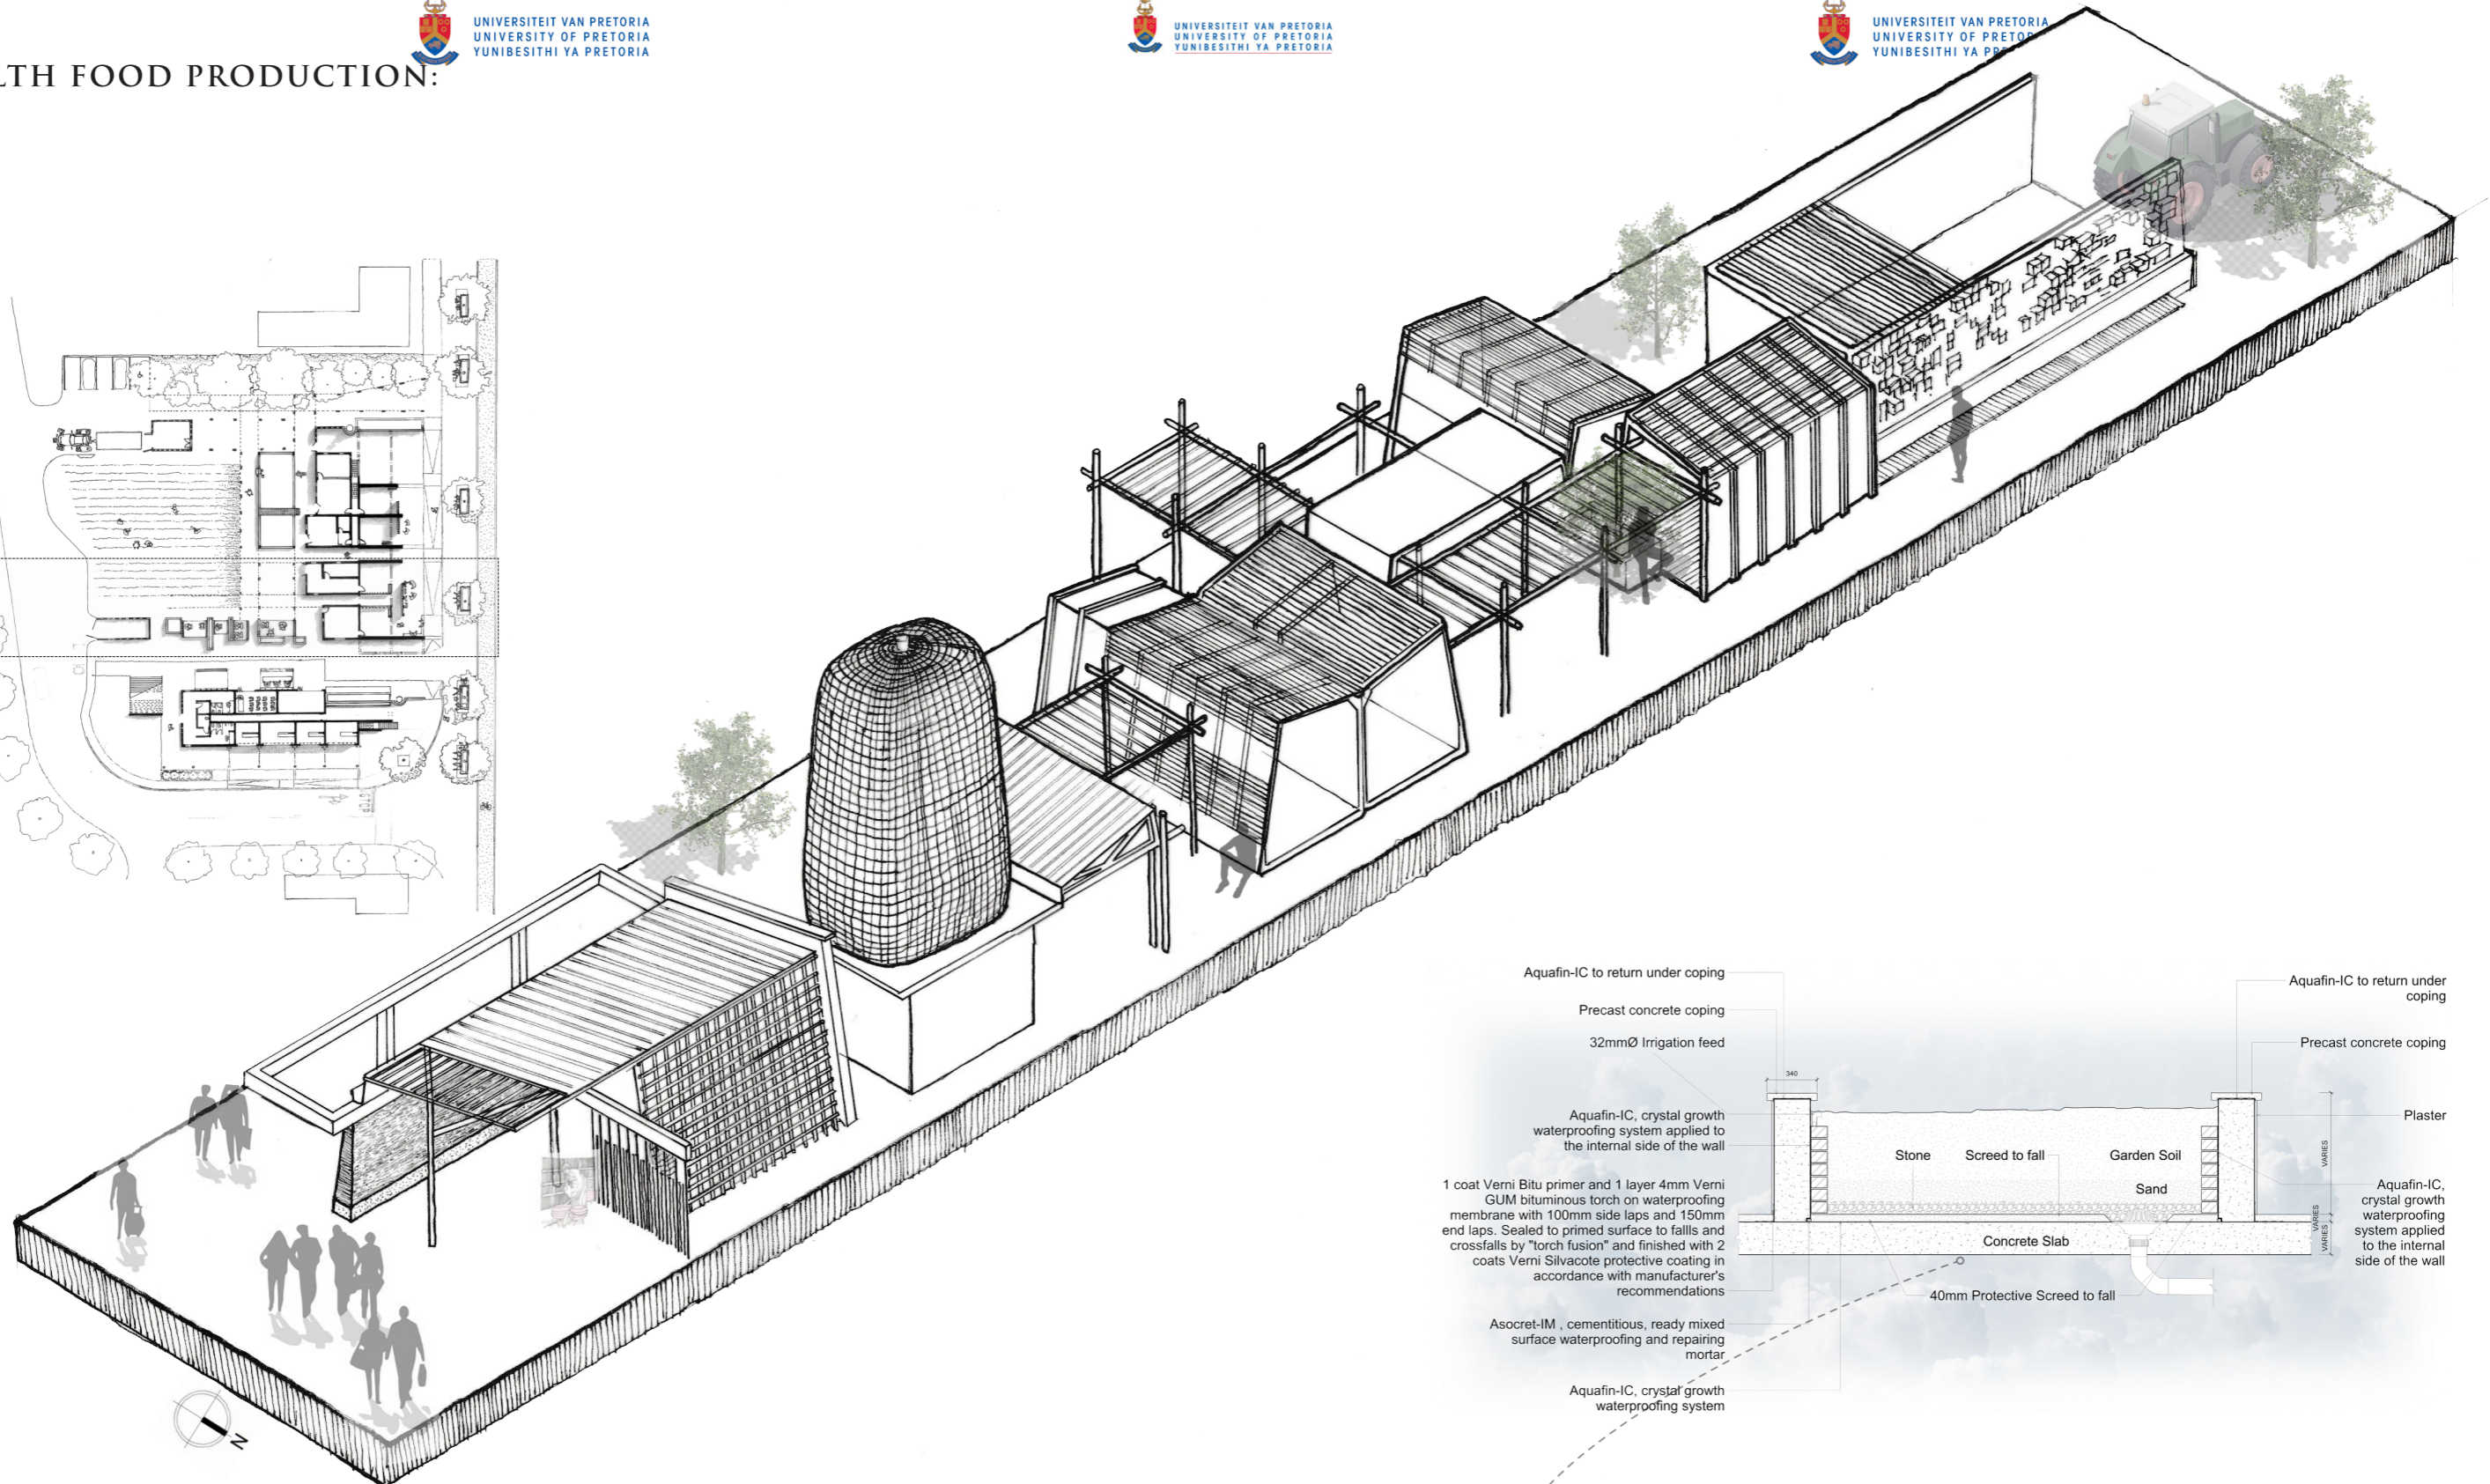 UNIVERSITEIT VAN PRETORIA
UNIVERSITY OF PRETORIA
YUNIBESITHI YA PRETORIA
UNIVERSITEIT VAN PRETORIA
UNIVERSITY OF PRETORIA
YUNIBESITHI YA PRETORIA
UNIVERSITEIT VAN PRETORIA
UNIVERSITY OF PRETOR
YUNIBESITHI YA PRE
LTH FOOD PRODUCTION:
N
Aquafin-IC to return under coping
Precast concrete coping
32mmØ Irrigation feed
340
Aquafin-IC, crystal growth
waterproofing system applied to
the internal side of the wall
1 coat Verni Bitu primer and 1 layer 4mm Verni
GUM bituminous torch on waterproofing
membrane with 100mm side laps and 150mm
end laps. Sealed to primed surface to fallls and
crossfalls by "torch fusion" and finished with 2
coats Verni Silvacote protective coating in
accordance with manufacturer's
recommendations
Asocret-IM , cementitious, ready mixed
surface waterproofing and repairing
mortar
Aquafin-IC, crystal growth
waterproofing system
Stone
Screed to fall
Garden Soil
Sand
Concrete Slab
40mm Protective Screed to fall
Aquafin-IC to return under
coping
Precast concrete coping
Plaster
VARIES
VARIES
VARIES
Aquafin-IC,
crystal growth
waterproofing
system applied
to the internal
side of the wall